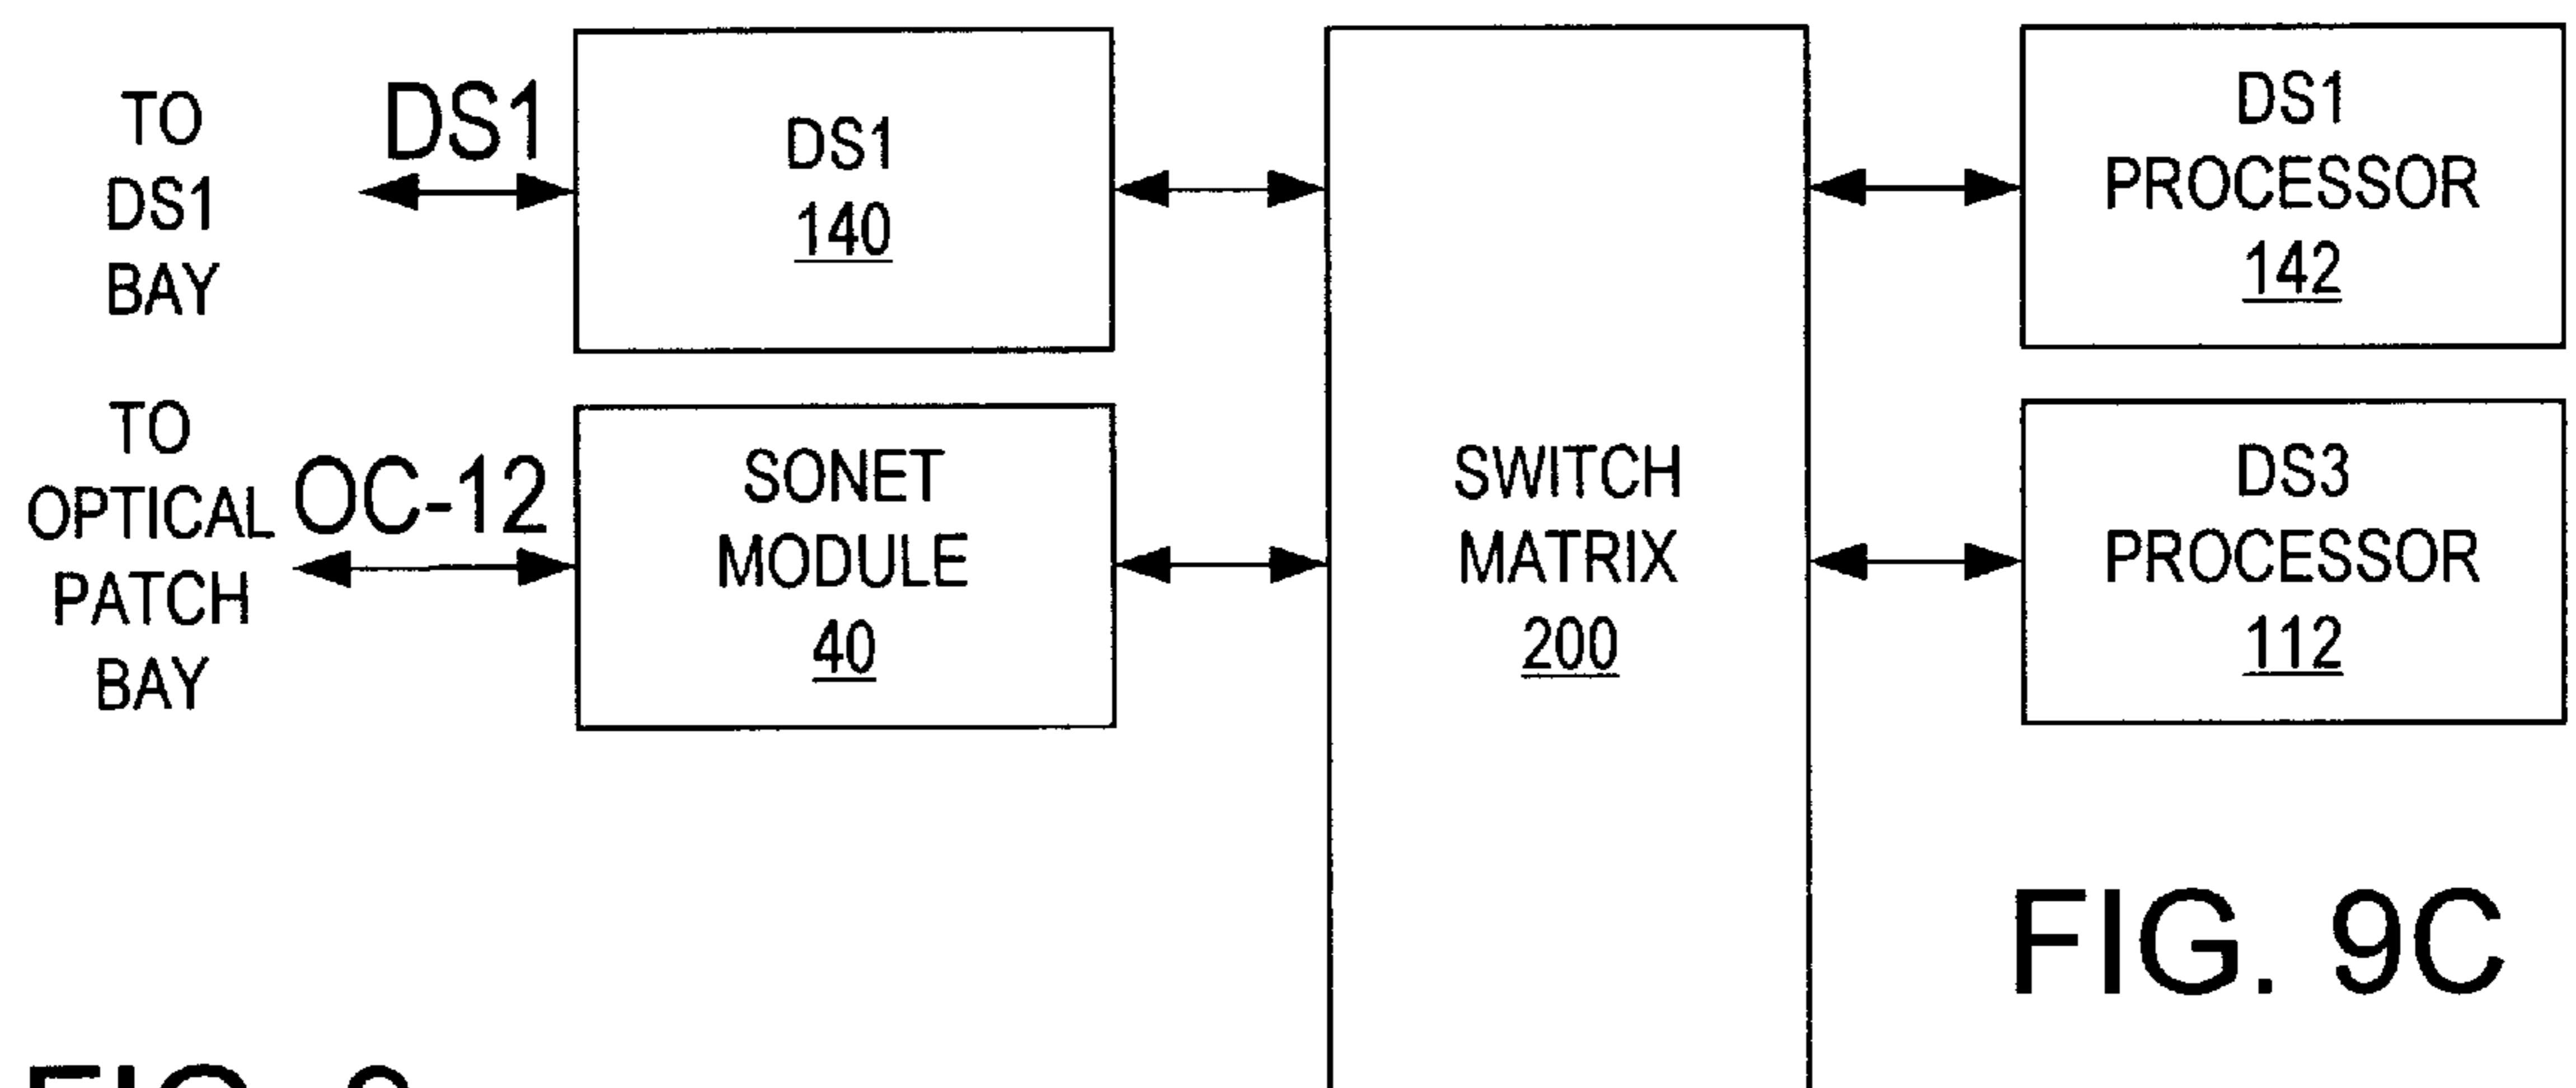 TO
DS1
BAY
DS1
DS1
140
DS1
PROCESSOR
142
TO
OPTICAL
PATCH
BAY
OC-12
SONET
MODULE
40
SWITCH
MATRIX
200
DS3
PROCESSOR
112
FIG. 9C